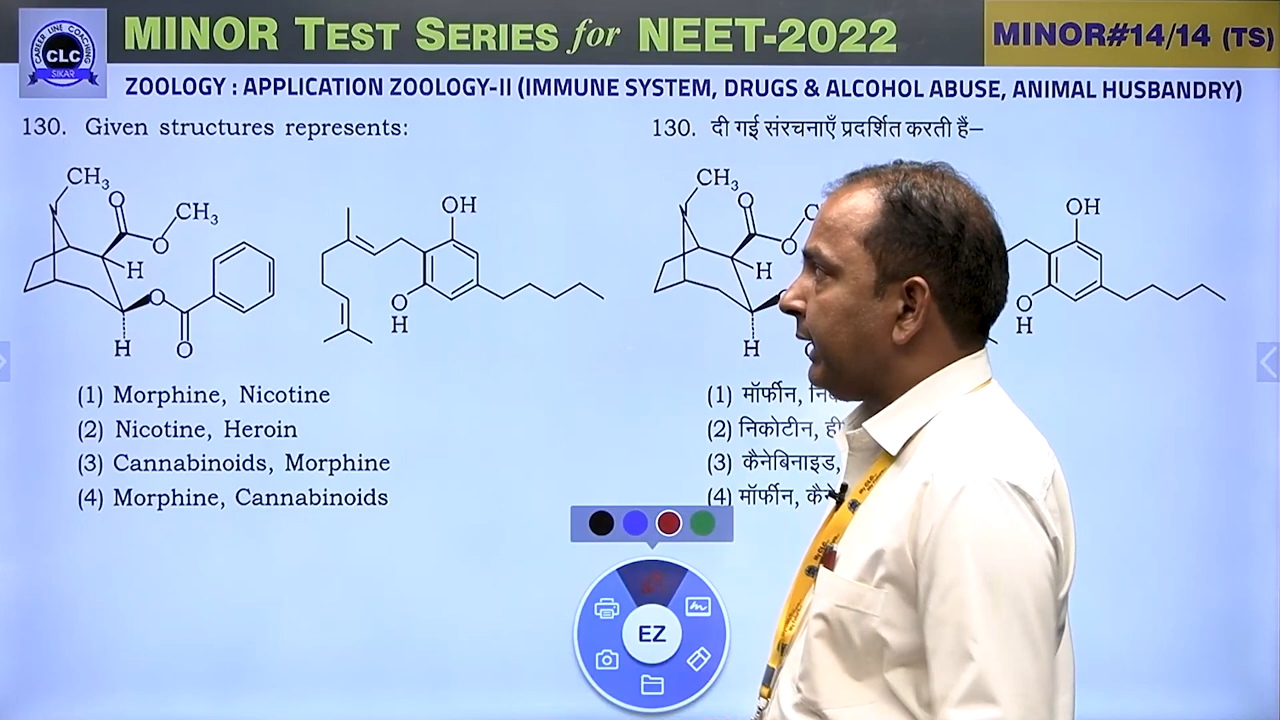 CAREER LINE COACHING
CLC
SIKAR
MINOR TEST SERIES for NEET-2022
MINOR#14/14 (TS)
ZOOLOGY : APPLICATION ZOOLOGY-II (IMMUNE SYSTEM, DRUGS & ALCOHOL ABUSE, ANIMAL HUSBANDRY)
130. Given structures represents:
CH3
O
CH3
O
H
O
O
H
OH
O
H
(1) Morphine, Nicotine
(2) Nicotine, Heroin
(3) Cannabinoids, Morphine
(4) Morphine, Cannabinoids
130. दी गई संरचनाएँ प्रदर्शित करती हैं–
CH3
O
O
H
H
OH
O
H
(1) मॉर्फीन,
(2) निकोटीन,
(3) कैनेबिनाइड,
(4) मॉर्फीन,
EZ